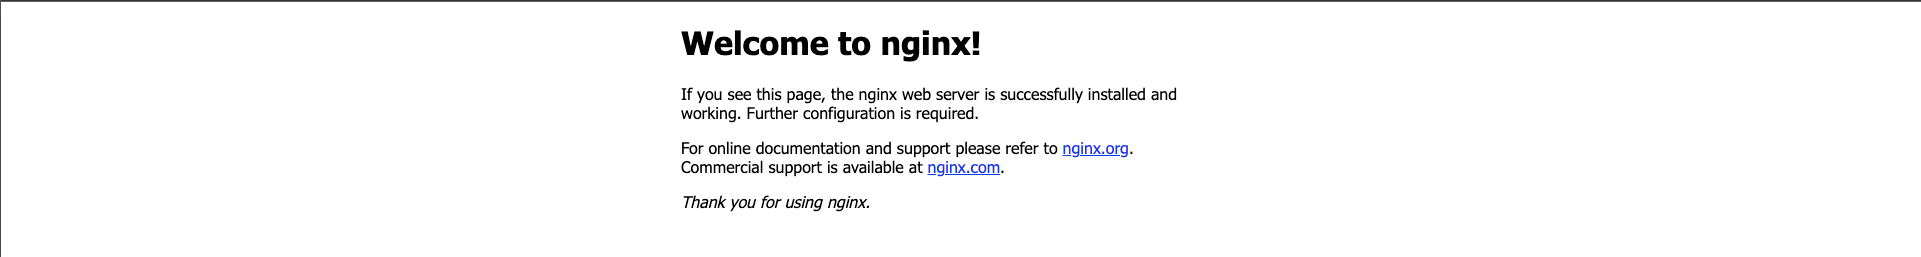 Welcome to nginx!
If you see this page, the nginx web server is successfully installed and
working. Further configuration is required.
For online documentation and support please refer to nginx.org.
Commercial support is available at nginx.com.
Thank you for using nginx.